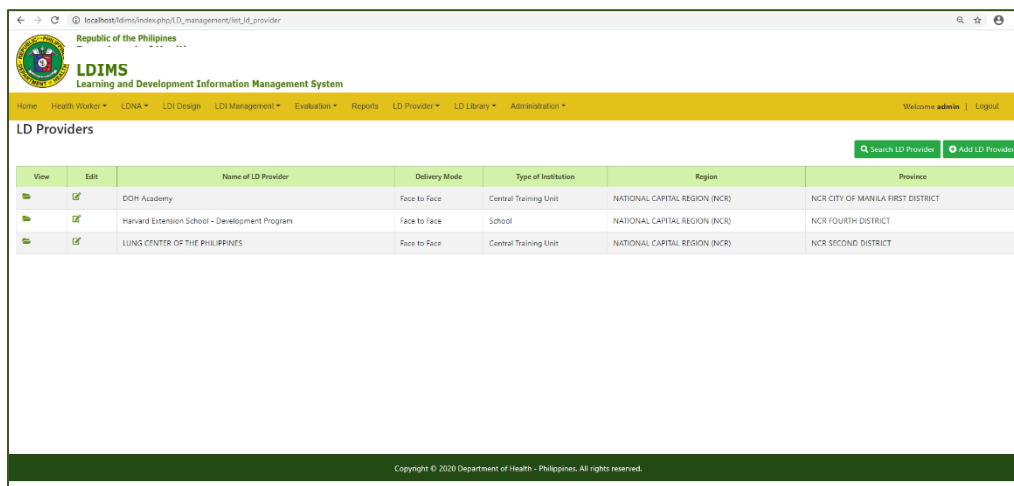 localhost/ldims/index.php/LD_management/list_ld_provider
Republic of the Philipines
LDIMS
Learning and Development Information Management System
Home Health Worker LDNA LDI Design LDI Management Evaluation Reports LD Provider LD Library Administration Welcome admin | Logout
LD Providers
Search LD Provider Add LD Provider
View Edit Name of LD Provider Delivery Mode Type of Institution Region Province
DOH Academy Face to Face Central Training Unit NATIONAL CAPITAL REGION (NCR) NCR CITY OF MANILA FIRST DISTRICT
Harvard Extension School - Development Program Face to Face School NATIONAL CAPITAL REGION (NCR) NCR FOURTH DISTRICT
LUNG CENTER OF THE PHILIPPINES Face to Face Central Training Unit NATIONAL CAPITAL REGION (NCR) NCR SECOND DISTRICT
Copyright © 2020 Department of Health - Philippines. All rights reserved.